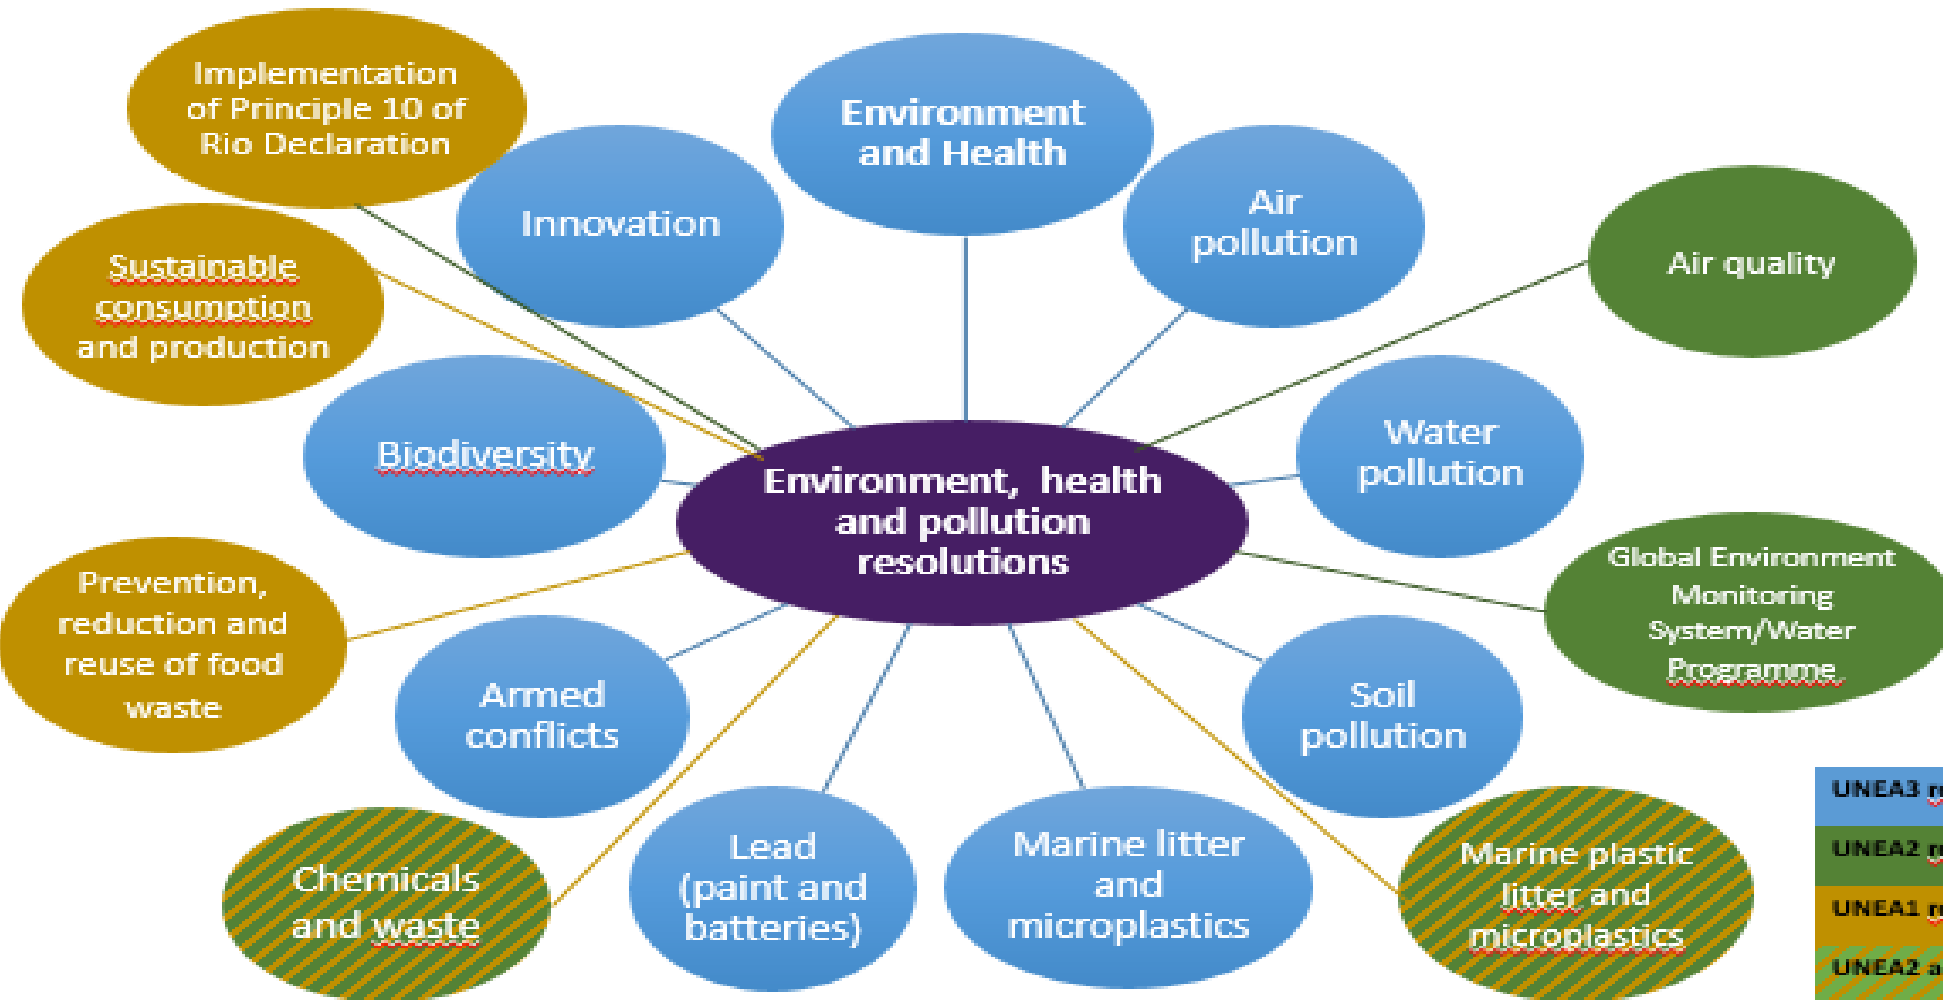 Implementation
of Principle 10 of
Rio Declaration
Environment
and Health
Innovation
Air
pollution
Air quality
Sustainable
consumption
and production
Biodiversity
Water
pollution
Environment, health
and pollution
resolutions
Prevention,
reduction and
reuse of food
waste
Global Environment
Monitoring
System/Water
Programme
Armed
conflicts
Soil
pollution
Chemicals
and waste
Lead
(paint and
batteries)
Marine litter
and
microplastics
Marine plastic
litter and
microplastics
UNEA3
UNEA2
UNEA1
UNEA2